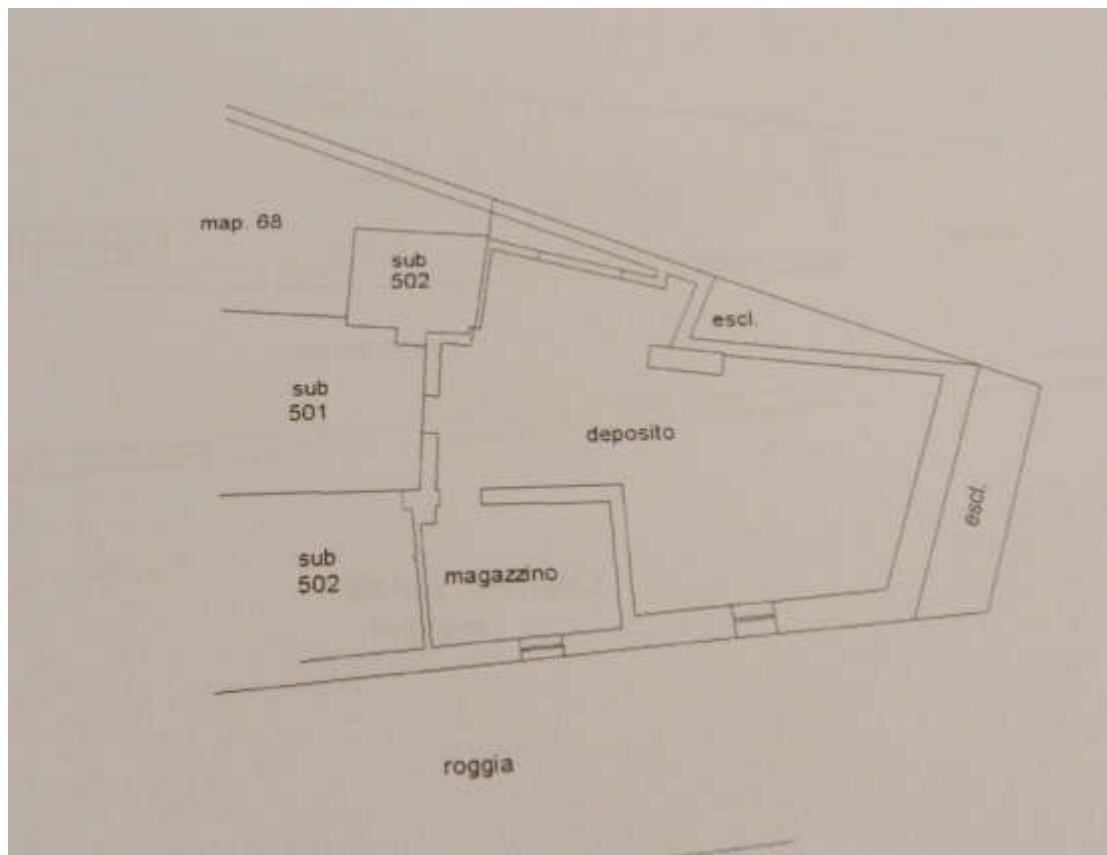 map. 68
sub
502
escl.
sub
501
deposito
escl.
sub
502
magazzino
roggia